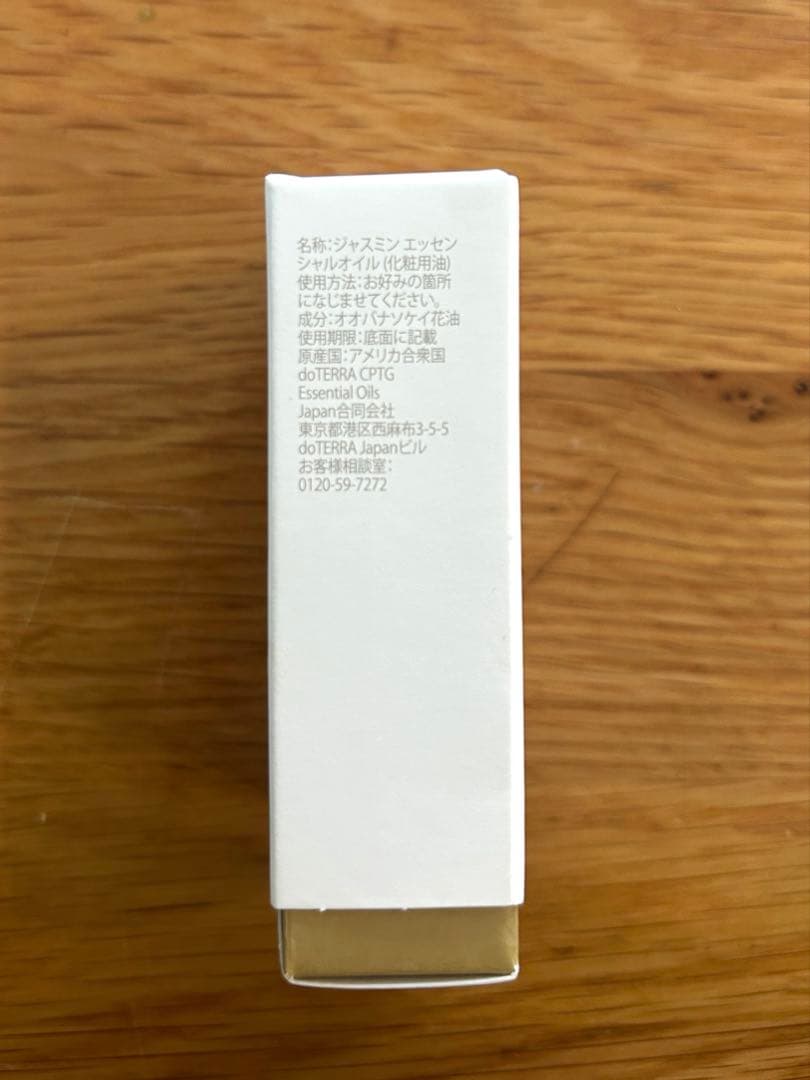 名称:ジャスミン エッセン
シャルオイル (化粧用油)
使用方法:お好みの箇所
になじませてください。
成分:オオバナソケイ花油
使用期限:底面に記載
原産国:アメリカ合衆国
doTERRA CPTG
Essential Oils
Japan合同会社
東京都港区西麻布3-5-5
doTERRA Japanビル
お客様相談室:
0120-59-7272